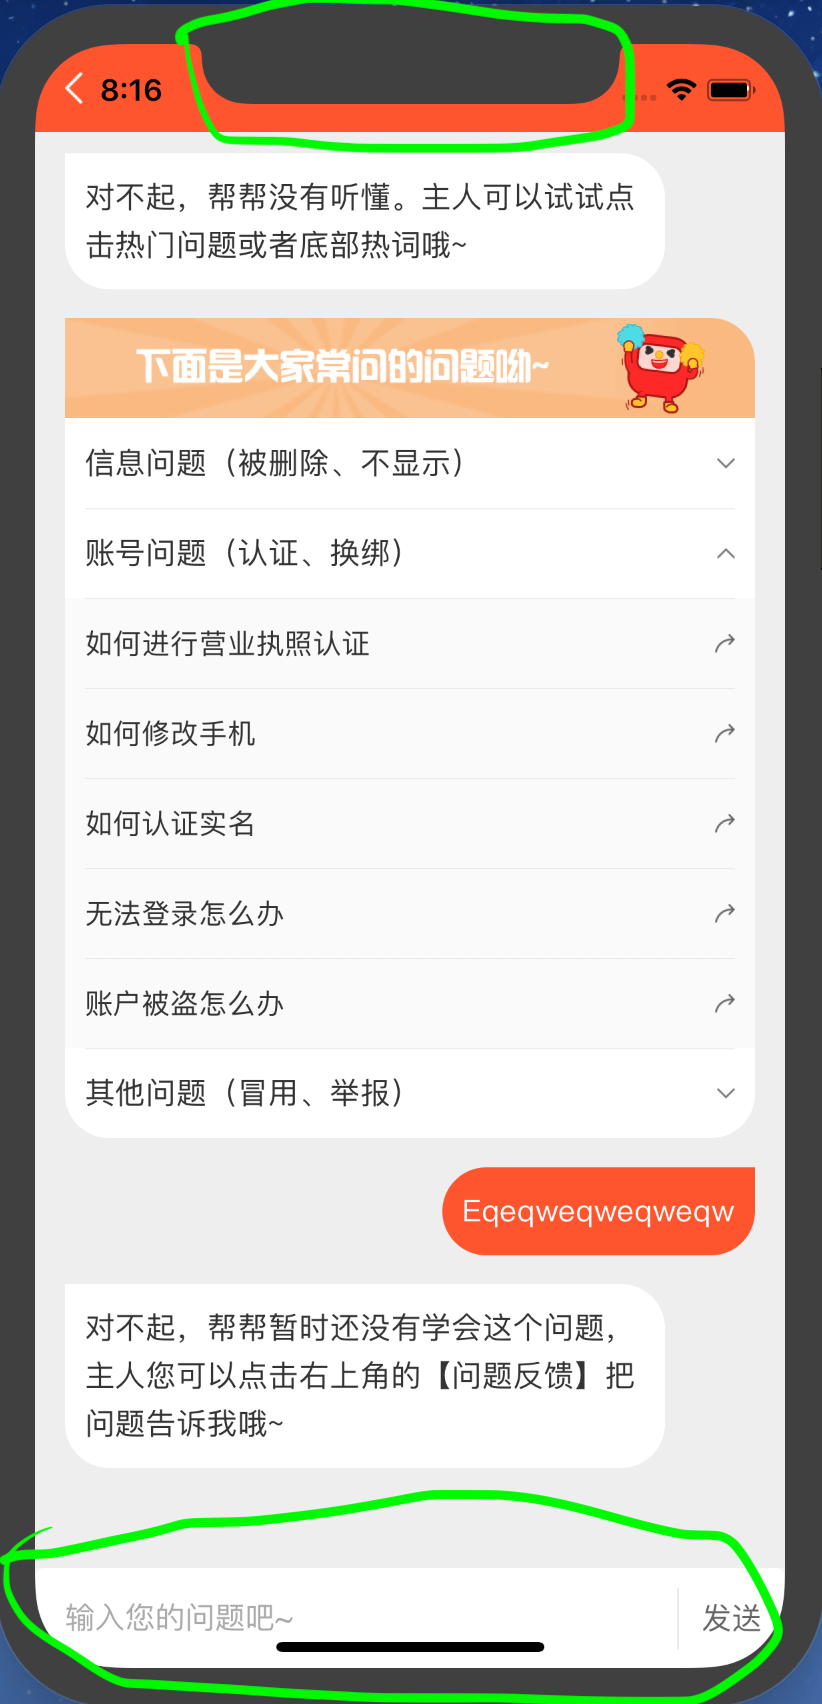 8:16
对不起，帮帮没有听懂。主人可以试试点
击热门问题或者底部热词哦~
下面是大家常问的问题呦~
信息问题（被删除、不显示）
账号问题（认证、换绑）
如何进行营业执照认证
如何修改手机
如何认证实名
无法登录怎么办
账户被盗怎么办
其他问题（冒用、举报）
Eqeqweqweqweqw
对不起，帮帮暂时还没有学会这个问题，
主人您可以点击右上角的【问题反馈】把
问题告诉我哦~
输入您的问题吧~
发送